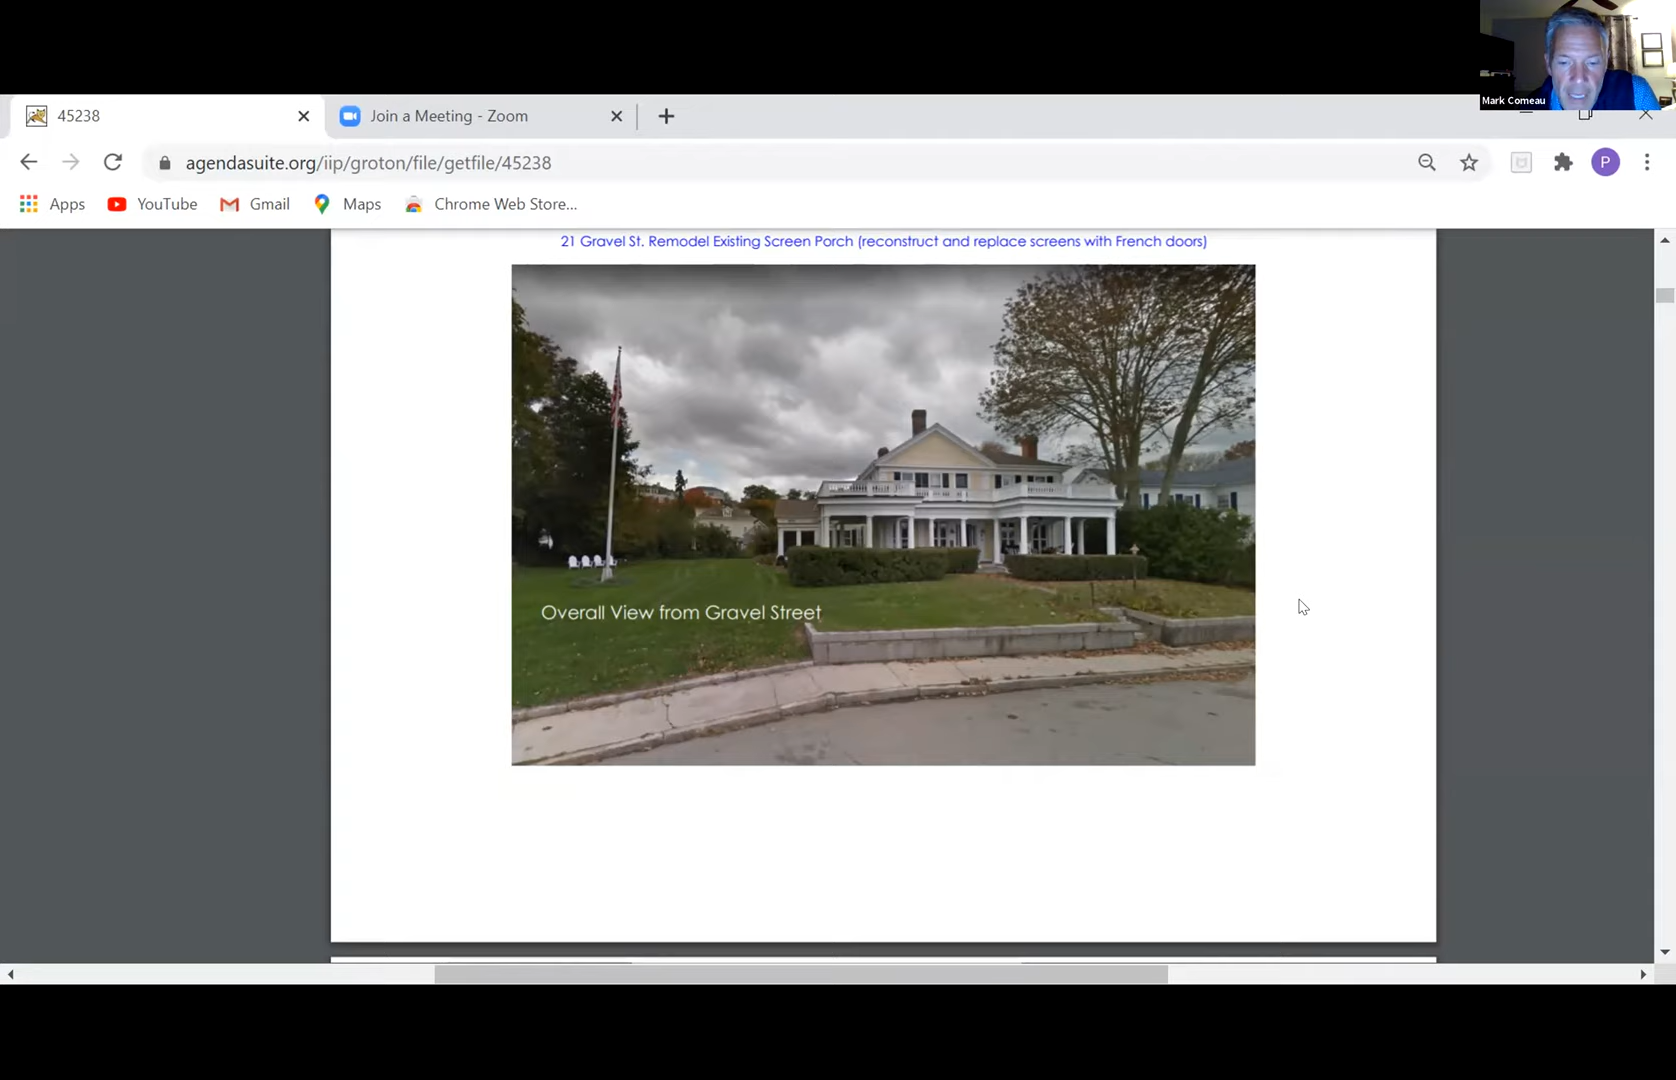 Mark Comeau
45238
Join a Meeting - Zoom
agendasuite.org/iip/groton/file/getfile/45238
P
Apps
YouTube
Gmail
Maps
Chrome Web Store...
21 Gravel St. Remodel Existing Screen Porch (reconstruct and replace screens with French doors)
Overall View from Gravel Street